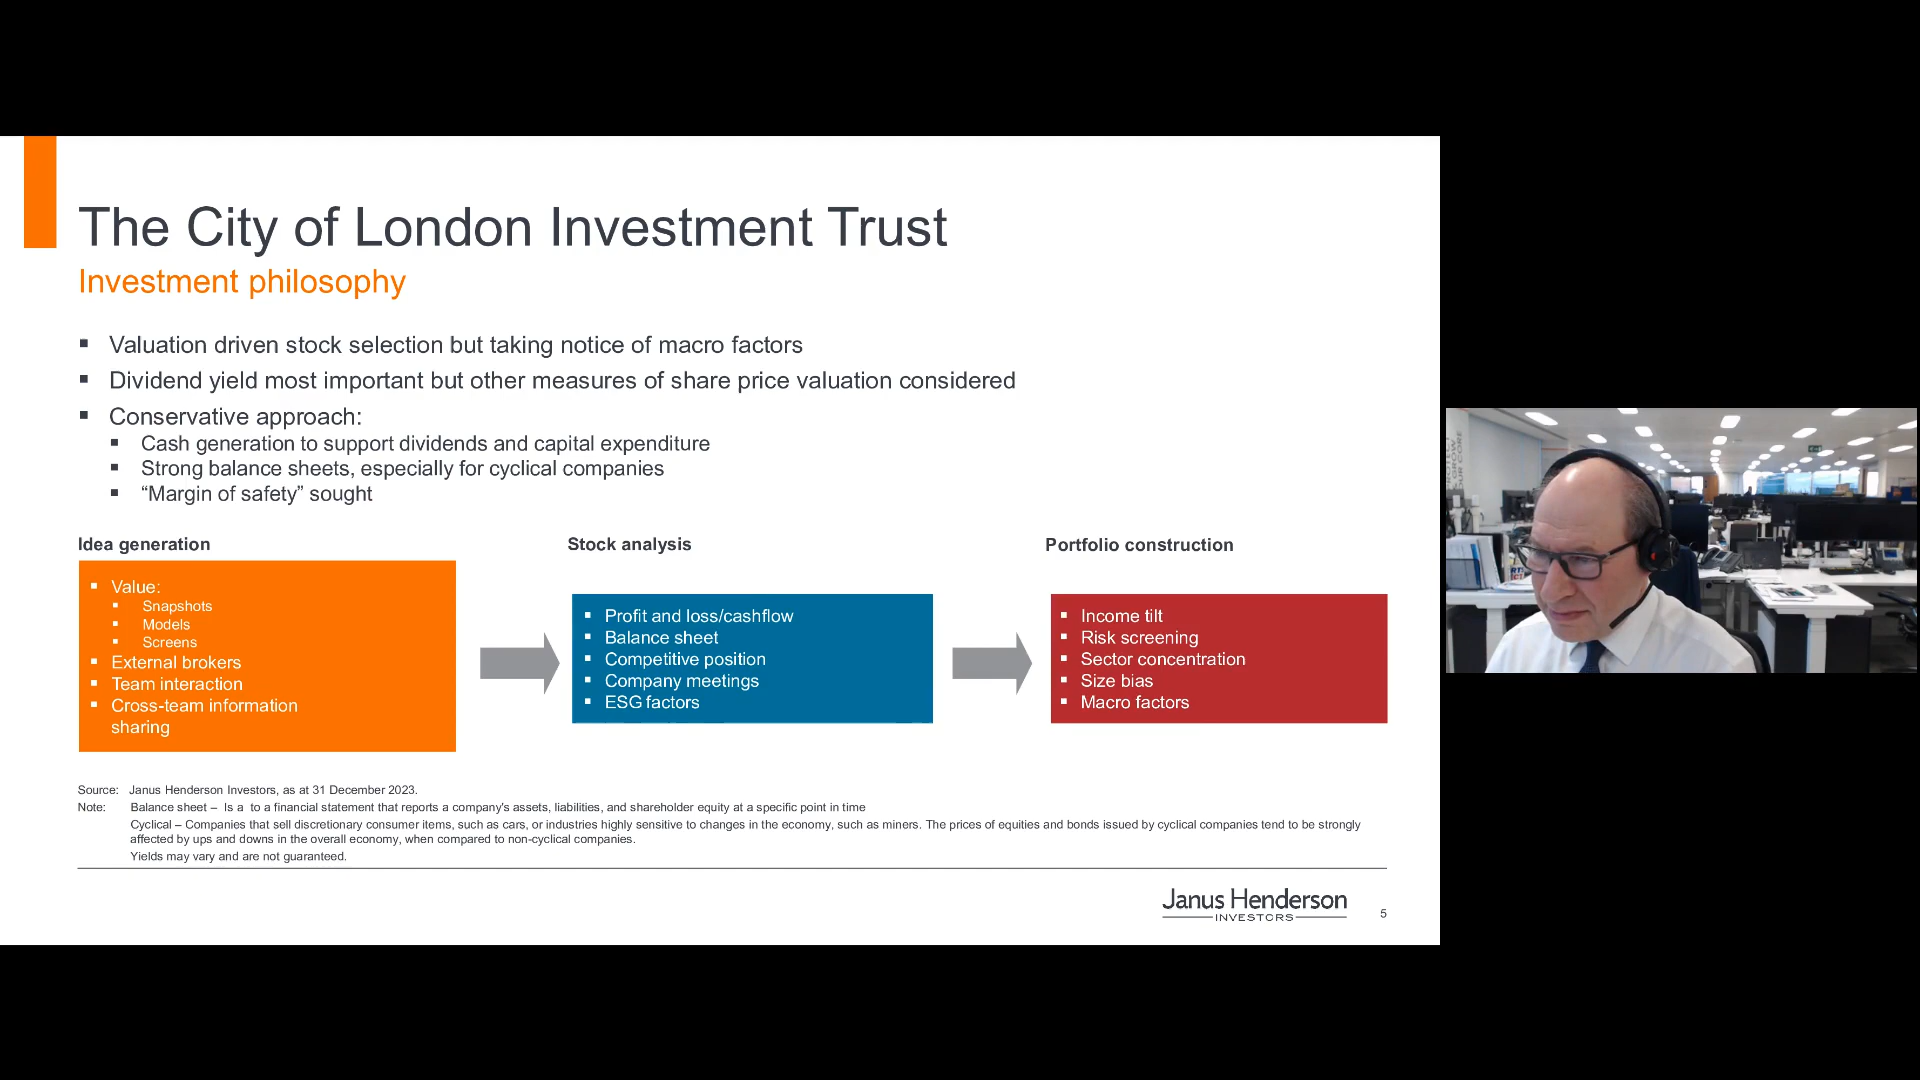 The City of London Investment Trust
Investment philosophy
▪ Valuation driven stock selection but taking notice of macro factors
▪ Dividend yield most important but other measures of share price valuation considered
▪ Conservative approach:
▪ Cash generation to support dividends and capital expenditure
▪ Strong balance sheets, especially for cyclical companies
▪ “Margin of safety” sought
Idea generation
▪ Value:
▪ Snapshots
▪ Models
▪ Screens
▪ External brokers
▪ Team interaction
▪ Cross-team information
sharing
Stock analysis
▪ Profit and loss/cashflow
▪ Balance sheet
▪ Competitive position
▪ Company meetings
▪ ESG factors
Portfolio construction
▪ Income tilt
▪ Risk screening
▪ Sector concentration
▪ Size bias
▪ Macro factors
Source: Janus Henderson Investors, as at 31 December 2023.
Note: Balance sheet – Is a to a financial statement that reports a company's assets, liabilities, and shareholder equity at a specific point in time
Cyclical – Companies that sell discretionary consumer items, such as cars, or industries highly sensitive to changes in the economy, such as miners. The prices of equities and bonds issued by cyclical companies tend to be strongly
affected by ups and downs in the overall economy, when compared to non-cyclical companies.
Yields may vary and are not guaranteed.
Janus Henderson
INVESTORS
5